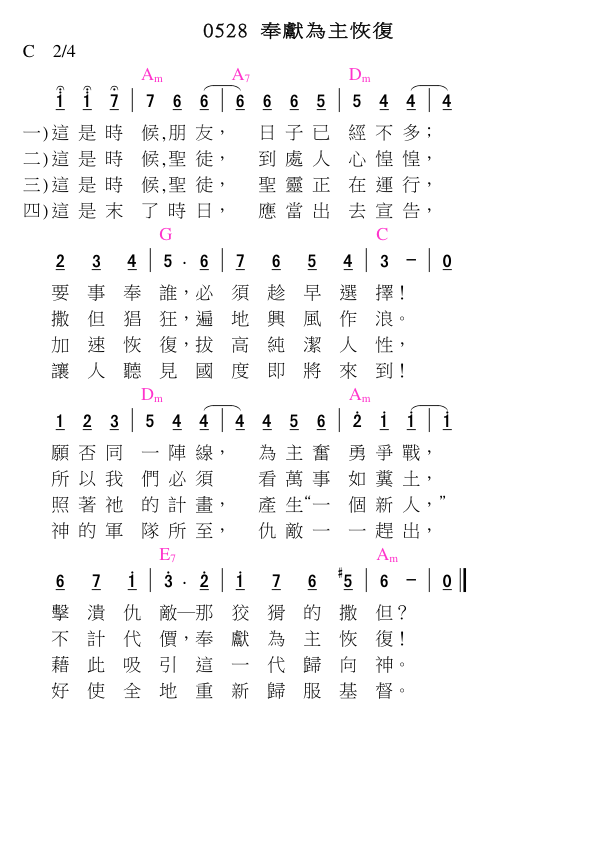 0528 奉獻為主恢復
C 2/4
Am A7 Dm
1 1 7 | 7 6 6 | 6 6 6 5 | 5 4 4 | 4
一)這是時 候,朋友， 日子已 經不多；
二)這是時 候,聖徒， 到處人 心惶惶，
三)這是時 候,聖徒， 聖靈正 在運行，
四)這是末 了時日， 應當出 去宣告，
G C
2 3 4 | 5 . 6 | 7 6 5 4 | 3 － | 0
要事奉誰，必須趁早選擇！
撒但猖狂，遍地興風作浪。
加速恢復，拔高純潔人性，
讓人聽見國度即將來到！
Dm Am
1 2 3 | 5 4 4 | 4 4 5 6 | 2 1 1 | 1
願否同 一陣線， 為主奮 勇爭戰，
所以我 們必須 看萬事 如糞土，
照著祂 的計畫， 產生“一 個新人，”
神的軍 隊所至， 仇敵一 一趕出，
E7 Am
6 7 1 | 3 . 2 | 1 7 6 #5 | 6 － | 0
擊潰仇敵─那狡猾的撒但？
不計代價，奉獻為主恢復！
藉此吸引這一代歸向神。
好使全地重新歸服基督。